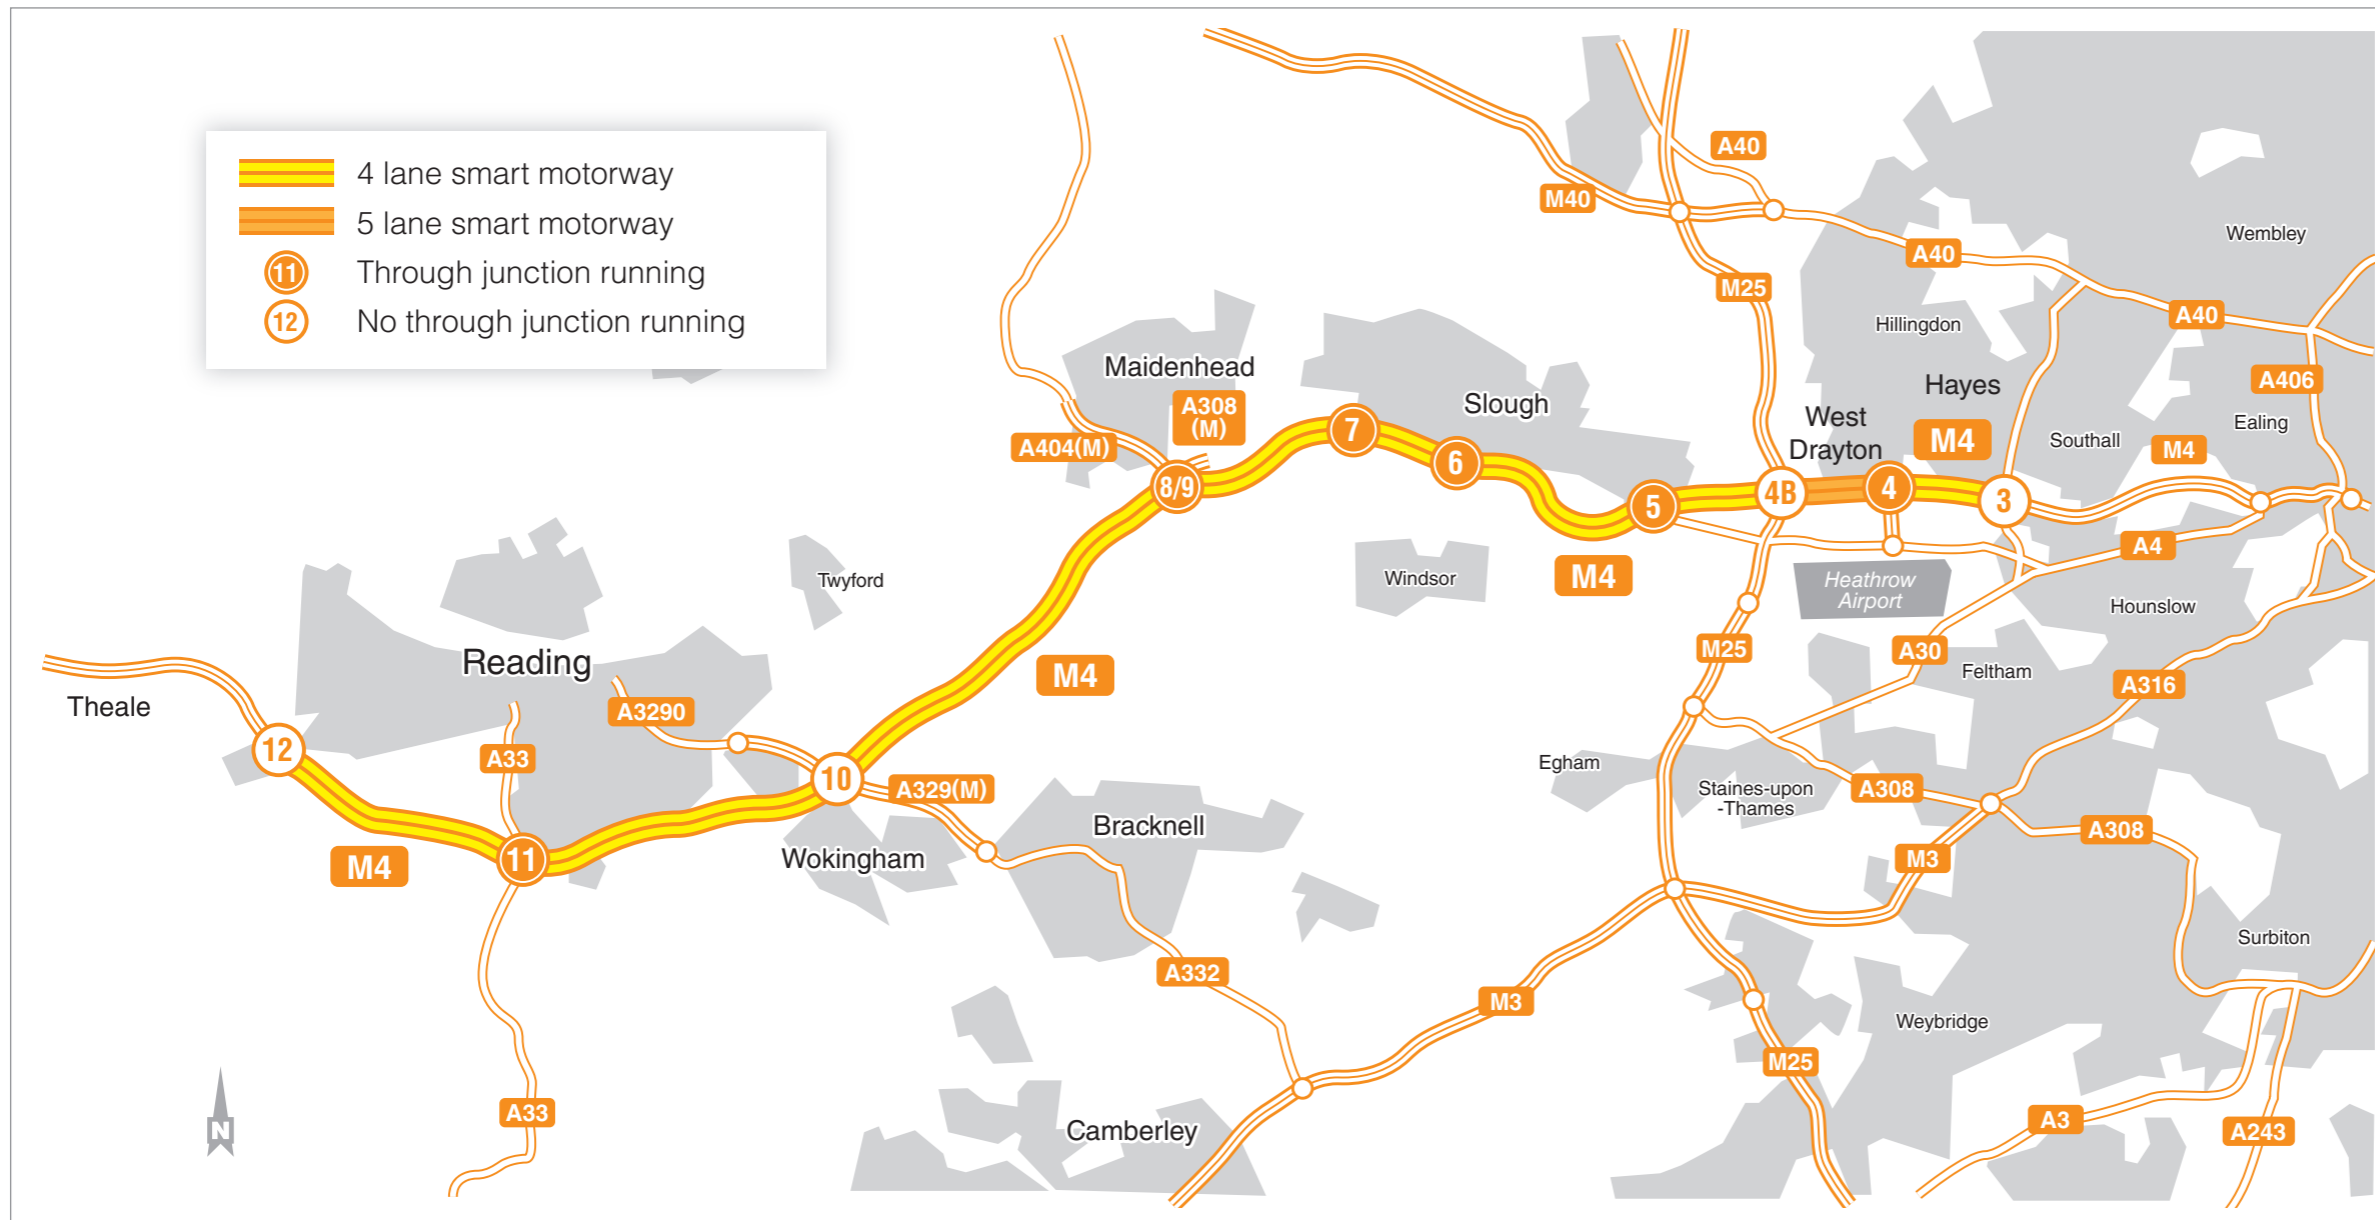 4 lane smart motorway
5 lane smart motorway
11 Through junction running
12 No through junction running
A40
M40
Wembley
A40
M25
Hillingdon
A40
Maidenhead
A406
Hayes
A308
(M)
Slough
West
Drayton
M4
Ealing
Southall
M4
A404(M)
7
6
8/9
5
4B
4
3
A4
Windsor
M4
Heathrow
Airport
Twyford
Hounslow
Reading
M25
A30
Feltham
M4
A316
Theale
A3290
12
A33
10
A329(M)
Egham
Staines-upon
-Thames
A308
Bracknell
A308
M4
11
Wokingham
M3
Surbiton
A332
M3
Weybridge
M25
A33
N
Camberley
A3
A243